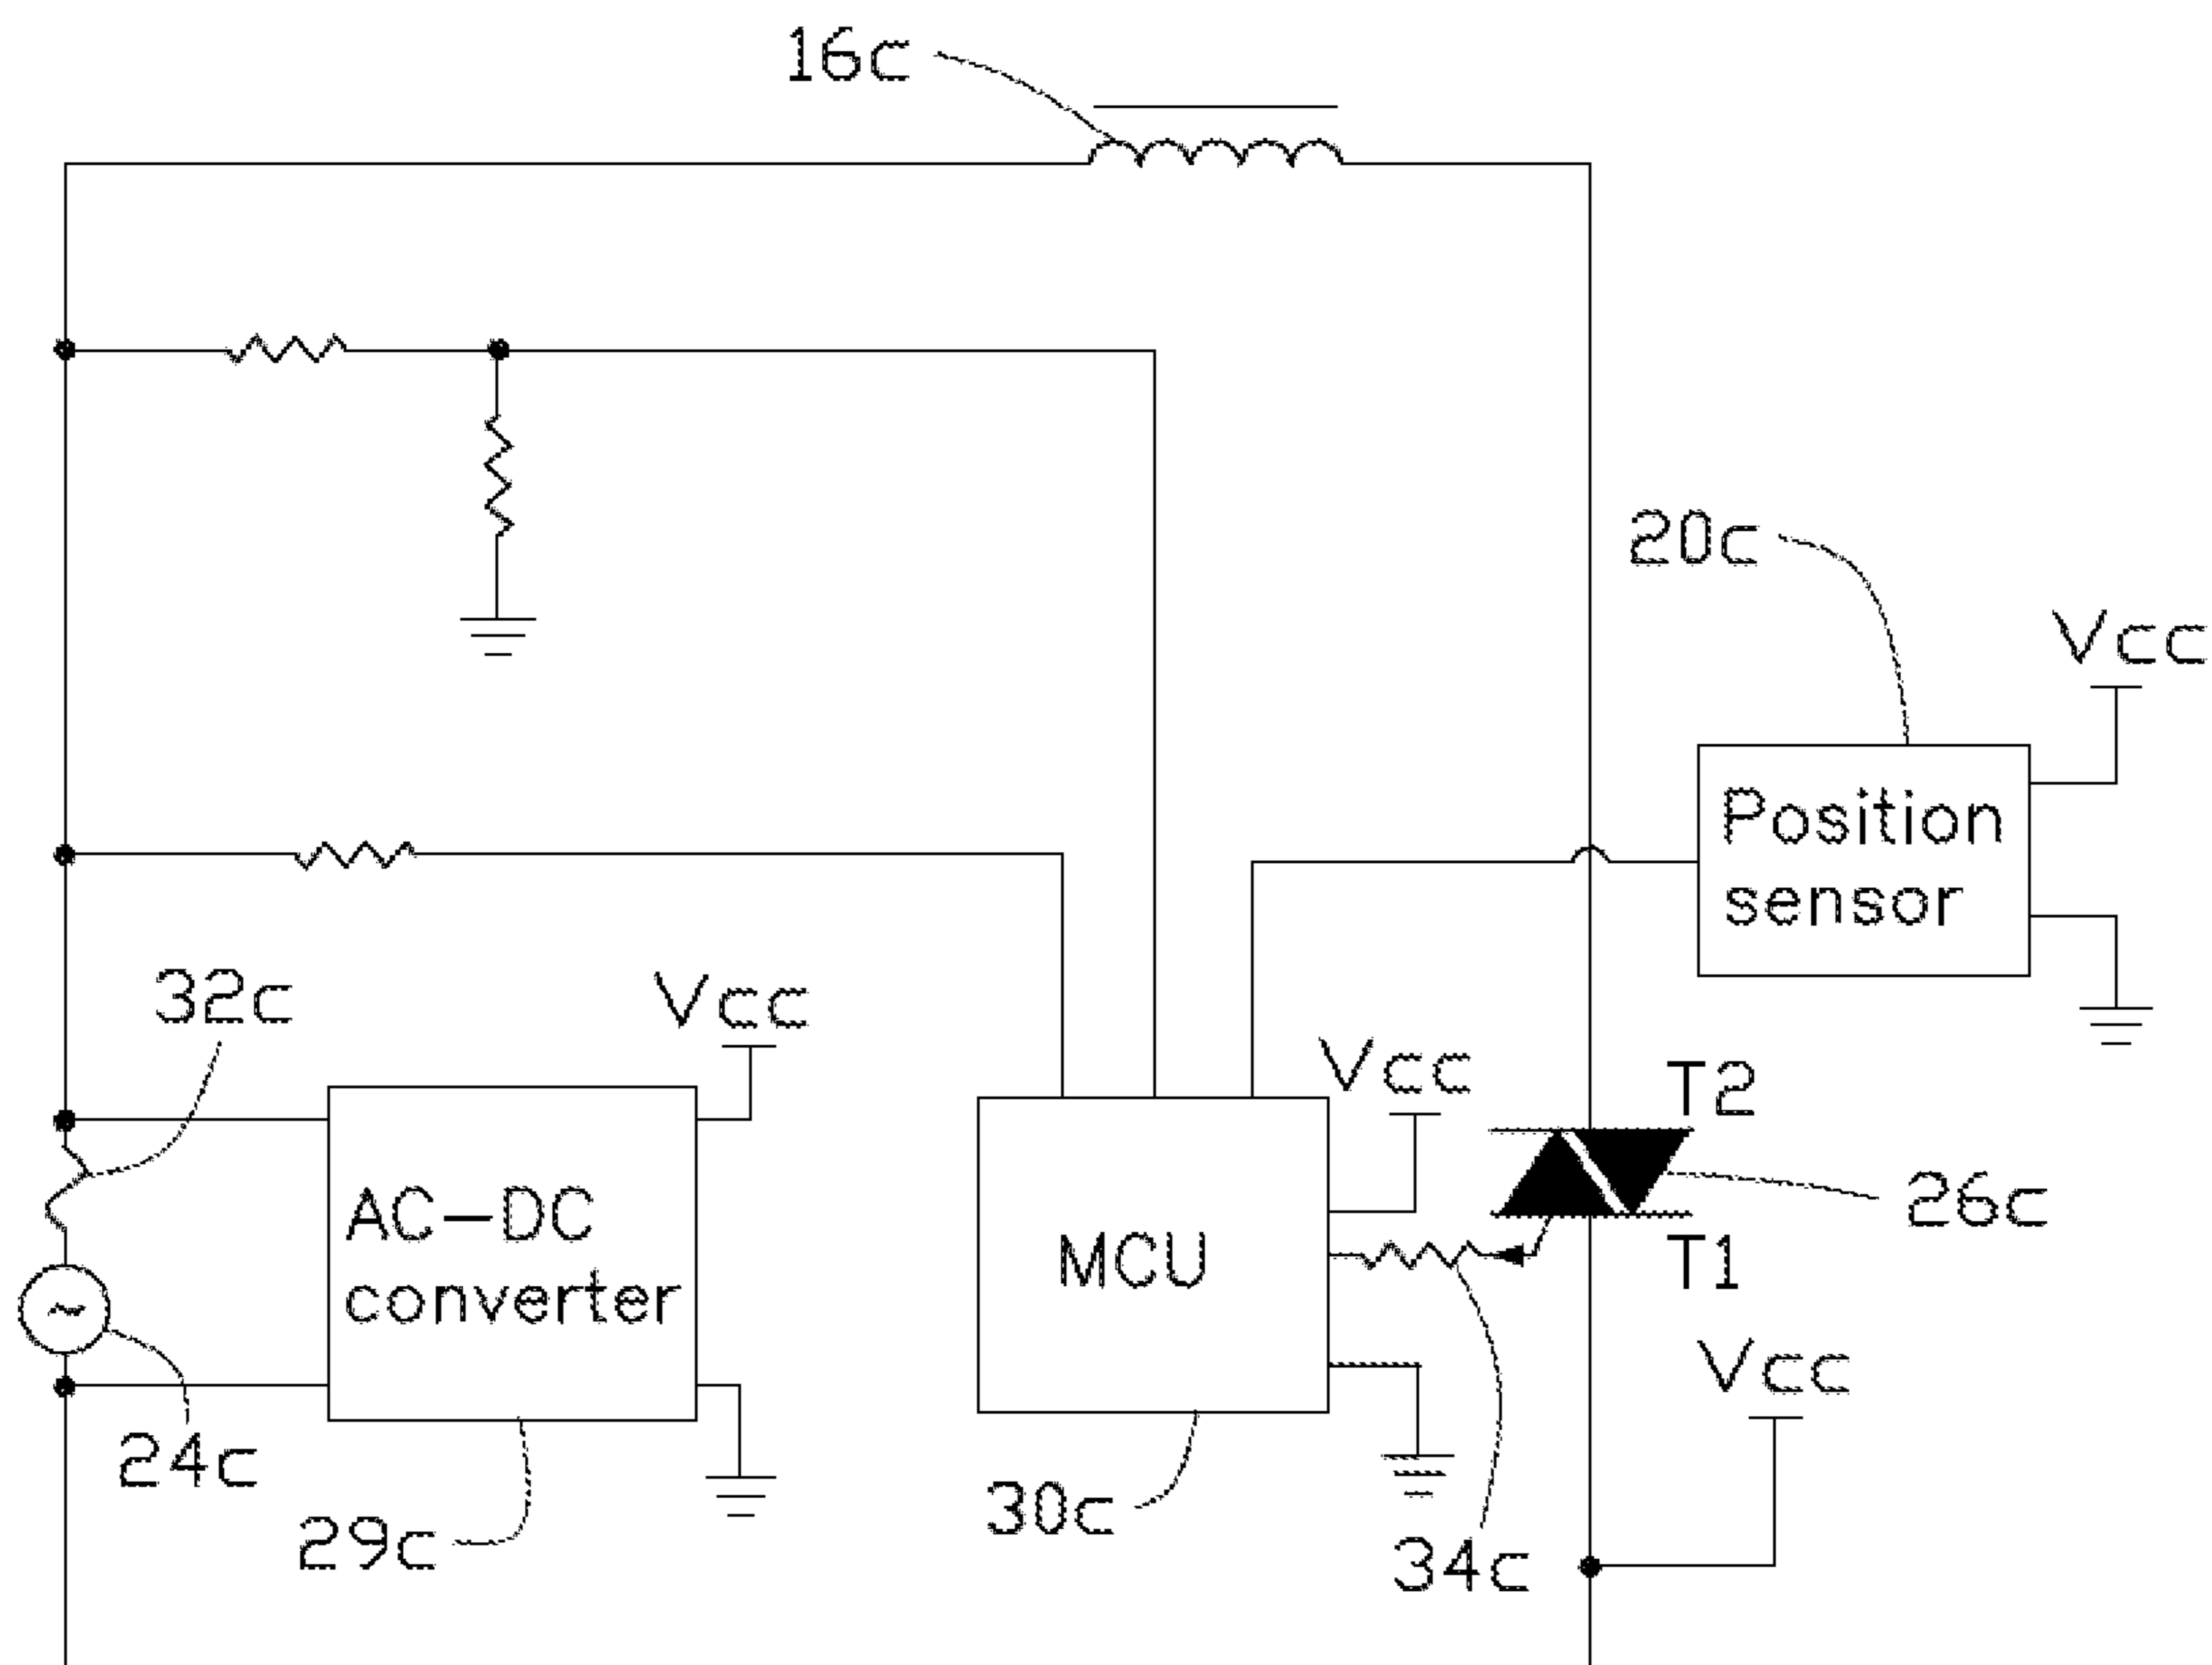 16c
20c
Vcc
Position
sensor
32c
Vcc
Vcc
T2
AC-DC
converter
MCU
26c
T1
Vcc
24c
29c
30c
34c